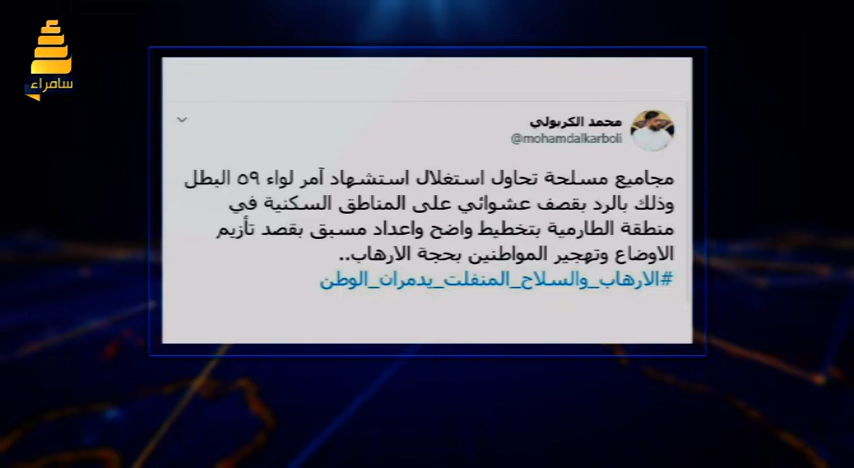 سامراء
محمد الكربولي
@mohamdalkarboli
مجاميع مسلحة تحاول استغلال استشهاد آمر لواء ٥٩ البطل
وذلك بالرد بقصف عشوائي على المناطق السكنية في
منطقة الطارمية بتخطيط واضح واعداد مسبق بقصد تأزيم
الاوضاع وتهجير المواطنين بحجة الارهاب..
#الارهاب_والسلاح_المنفلت_يدمران_الوطن